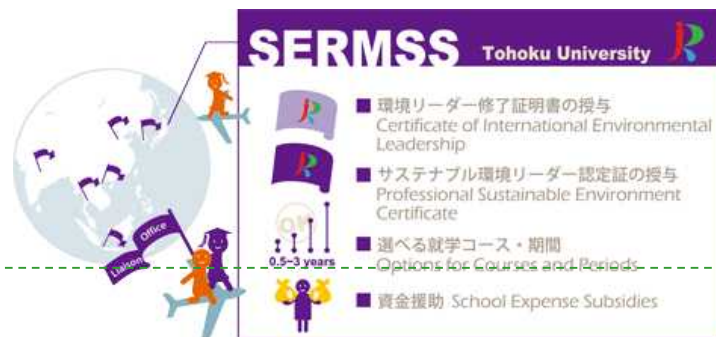 SERMSS Tohoku University
環境リーダー修了証明書の授与
Certificate of International Environmental
Leadership
サステナブル環境リーダー認定証の授与
Professional Sustainable Environment
Certificate
OK
0.5~3 years
選べる就学コース・期間
Options for Courses and Periods
資金援助 School Expense Subsidies
Office
Liaison